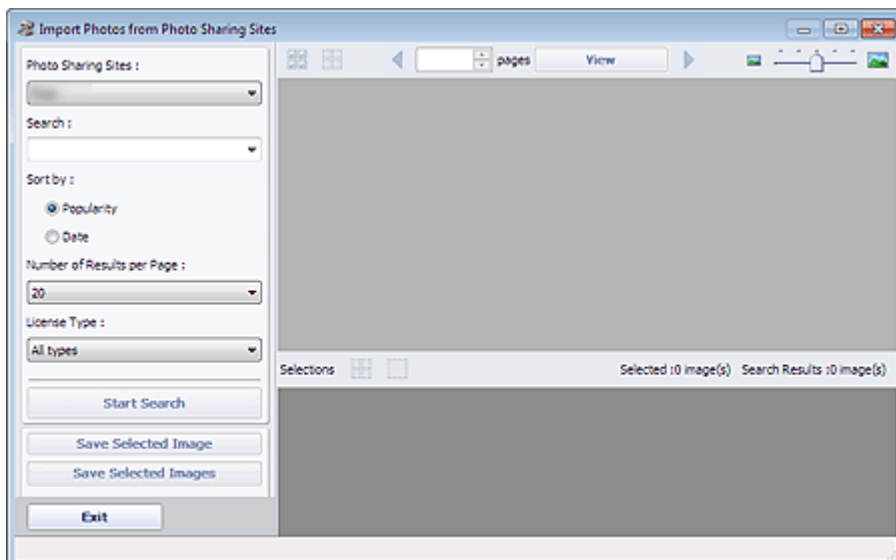 Import Photos from Photo Sharing Sites
Photo Sharing Sites :
Search :
Sort by :
Popularity
Date
Number of Results per Page :
20
License Type :
All types
Start Search
Save Selected Image
Save Selected Images
Exit
pages
View
Selections
Selected :0 image(s)
Search Results :0 image(s)